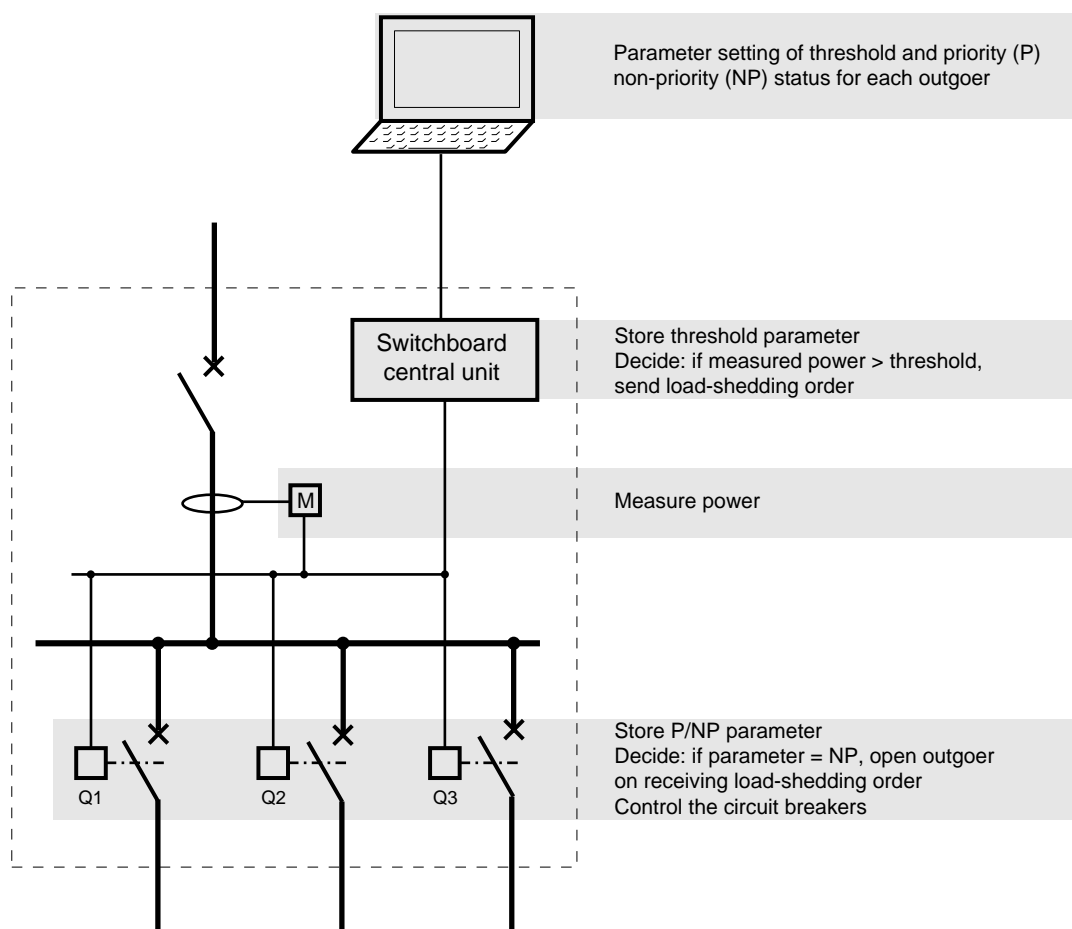 Parameter setting of threshold and priority (P)
non-priority (NP) status for each outgoer
Switchboard
central unit
Store threshold parameter
Decide: if measured power > threshold,
send load-shedding order
M
Measure power
Store P/NP parameter
Decide: if parameter = NP, open outgoer
on receiving load-shedding order
Control the circuit breakers
Q1
Q2
Q3